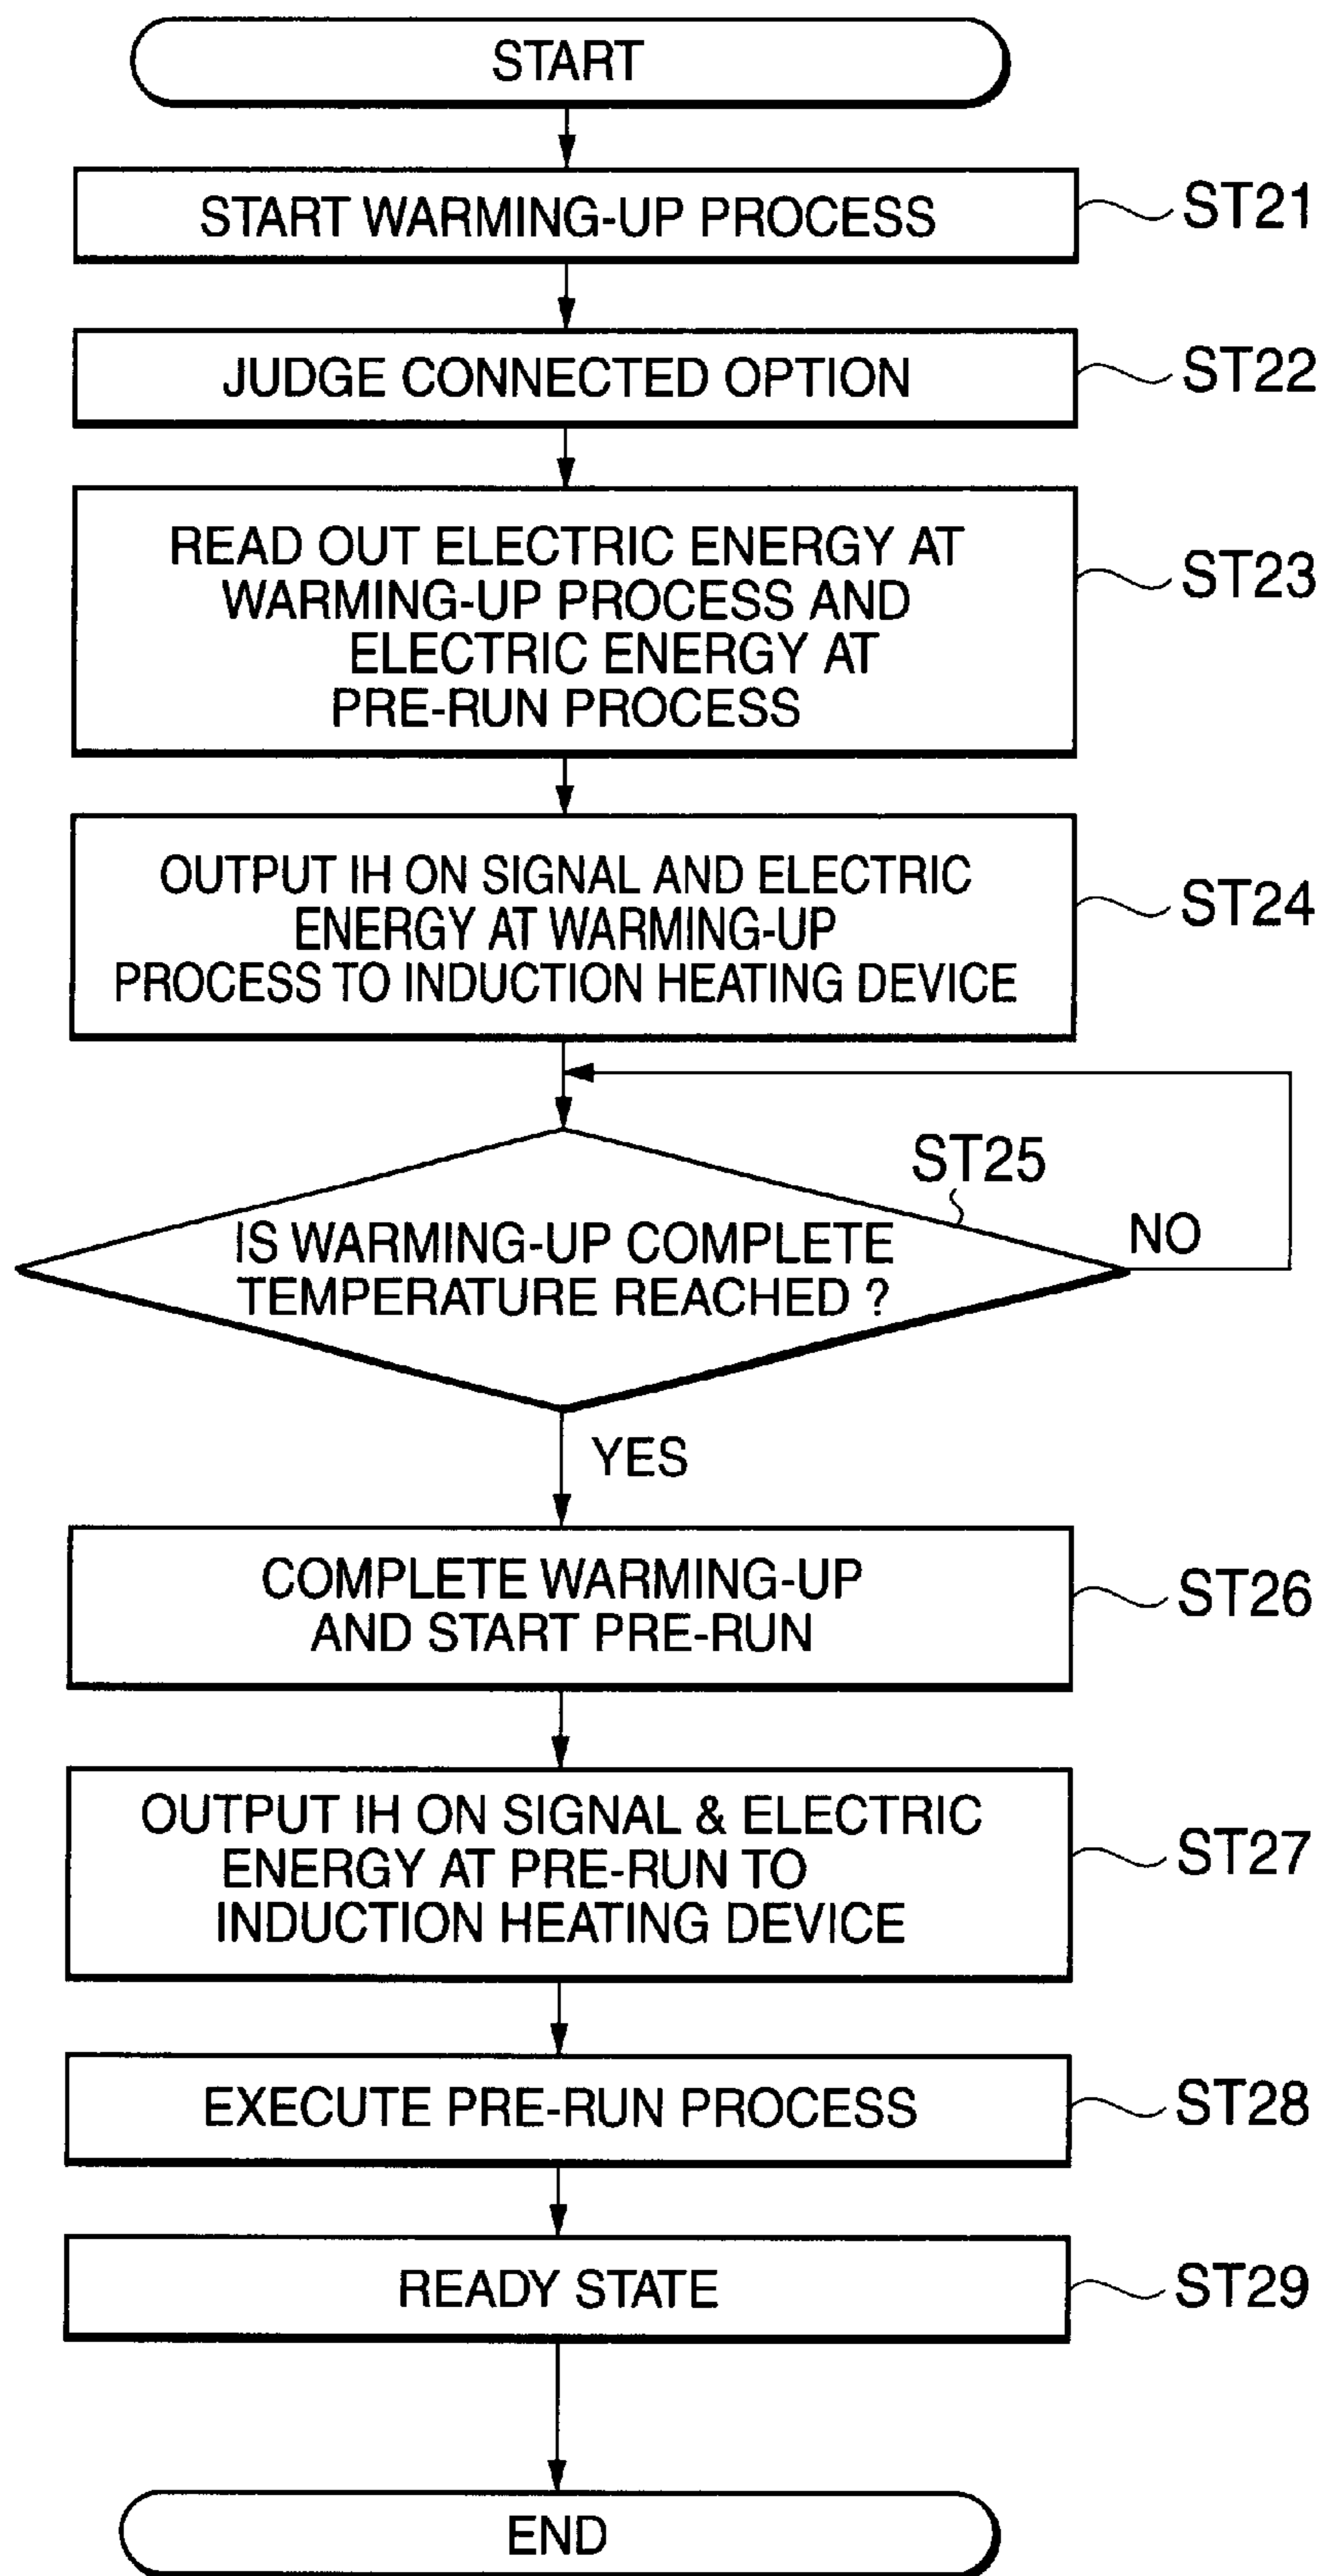 START
START WARMING-UP PROCESS
ST21
JUDGE CONNECTED OPTION
ST22
READ OUT ELECTRIC ENERGY AT
WARMING-UP PROCESS AND
ELECTRIC ENERGY AT
PRE-RUN PROCESS
ST23
OUTPUT IH ON SIGNAL AND ELECTRIC
ENERGY AT WARMING-UP
PROCESS TO INDUCTION HEATING DEVICE
ST24
ST25
IS WARMING-UP COMPLETE
TEMPERATURE REACHED ?
NO
YES
COMPLETE WARMING-UP
AND START PRE-RUN
ST26
OUTPUT IH ON SIGNAL & ELECTRIC
ENERGY AT PRE-RUN TO
INDUCTION HEATING DEVICE
ST27
EXECUTE PRE-RUN PROCESS
ST28
READY STATE
ST29
END